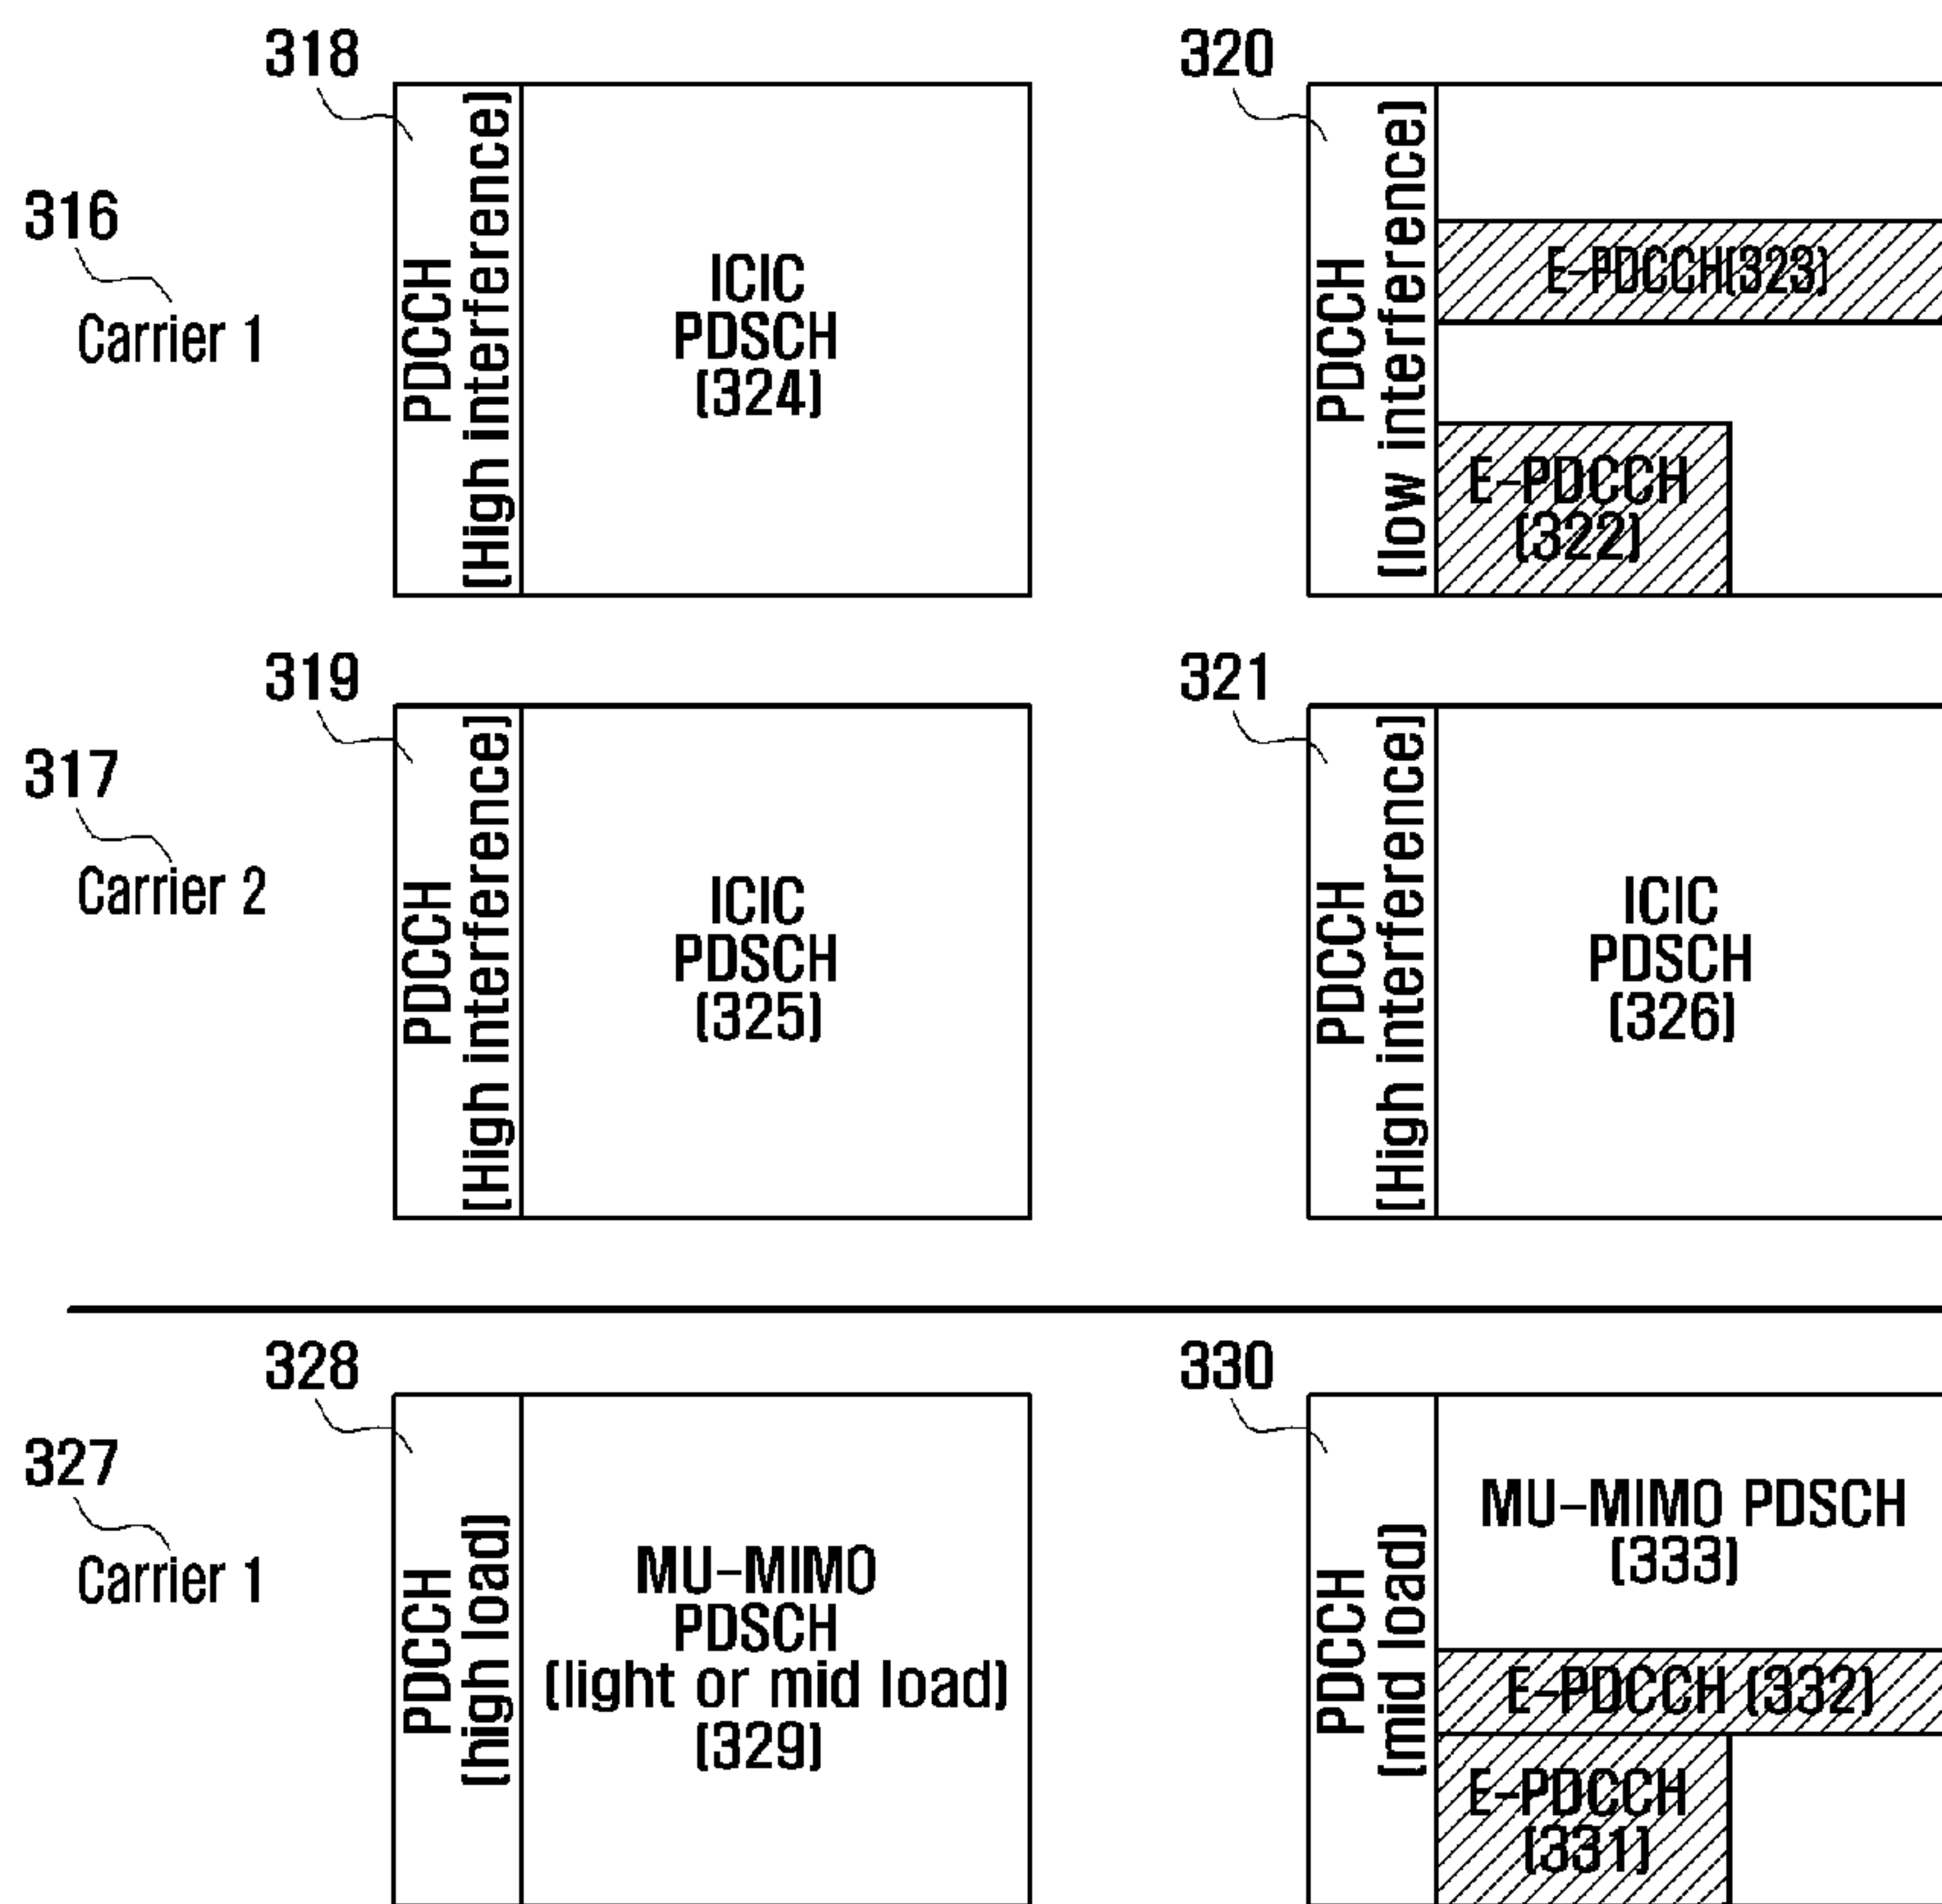 318
320
316
Carrier 1
PDCCH
(High interference)
ICIC
PDSCH
(324)
PDCCH
(low interference)
E-PDCCH(323)
E-PDCCH
(322)
319
321
317
Carrier 2
PDCCH
(High interference)
ICIC
PDSCH
(325)
PDCCH
(High interference)
ICIC
PDSCH
(326)
328
330
327
Carrier 1
PDCCH
(high load)
MU-MIMO
PDSCH
(light or mid load)
(329)
PDCCH
(mid load)
MU-MIMO PDSCH
(333)
E-PDCCH (332)
E-PDCCH
(331)